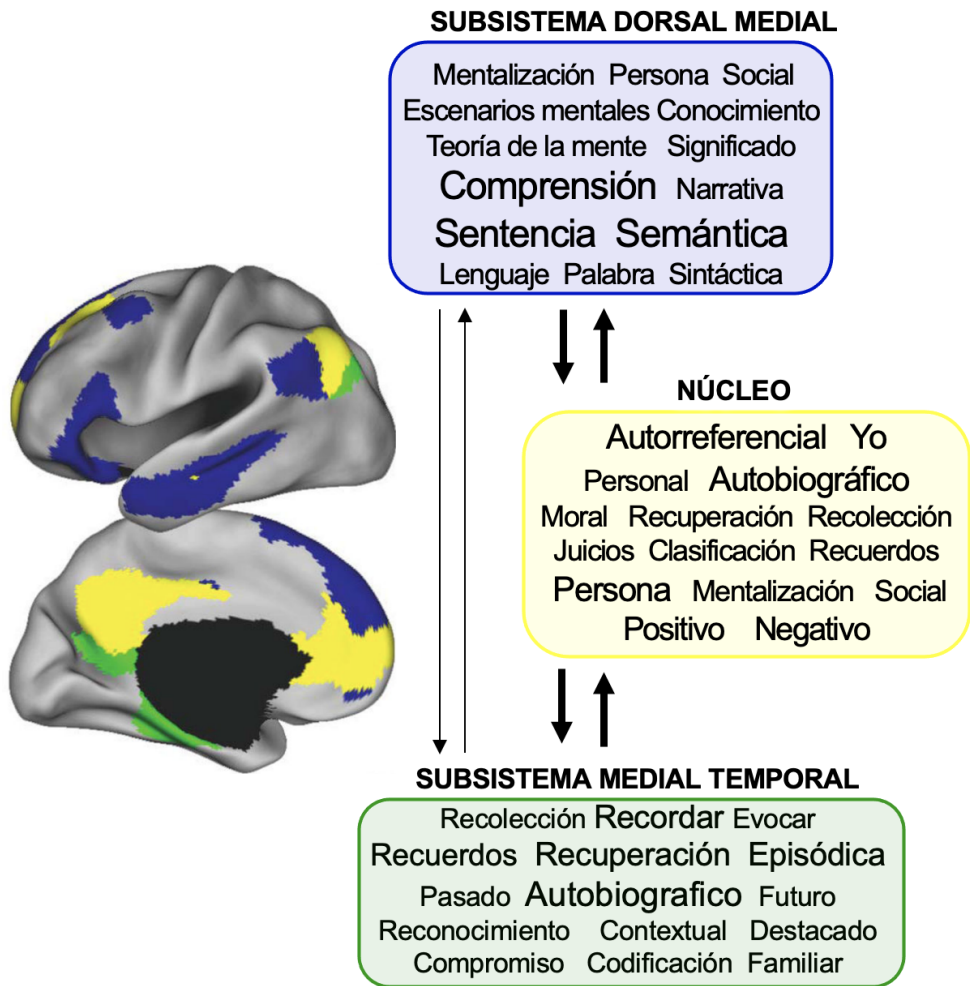 SUBSISTEMA DORSAL MEDIAL
Mentalización Persona Social
Escenarios mentales Conocimiento
Teoría de la mente Significado
Comprensión Narrativa
Sentencia Semántica
Lenguaje Palabra Sintáctica
NÚCLEO
Autorreferencial Yo
Personal Autobiográfico
Moral Recuperación Recolección
Juicios Clasificación Recuerdos
Persona Mentalización Social
Positivo Negativo
SUBSISTEMA MEDIAL TEMPORAL
Recolección Recordar Evocar
Recuerdos Recuperación Episódica
Pasado Autobiografico Futuro
Reconocimiento Contextual Destacado
Compromiso Codificación Familiar